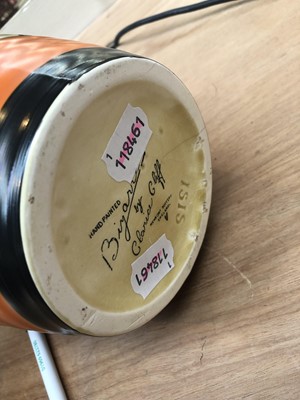 1
118461
HAND PAINTED
Bizarre
by
Clarice Cliff
ISIS
1
118461